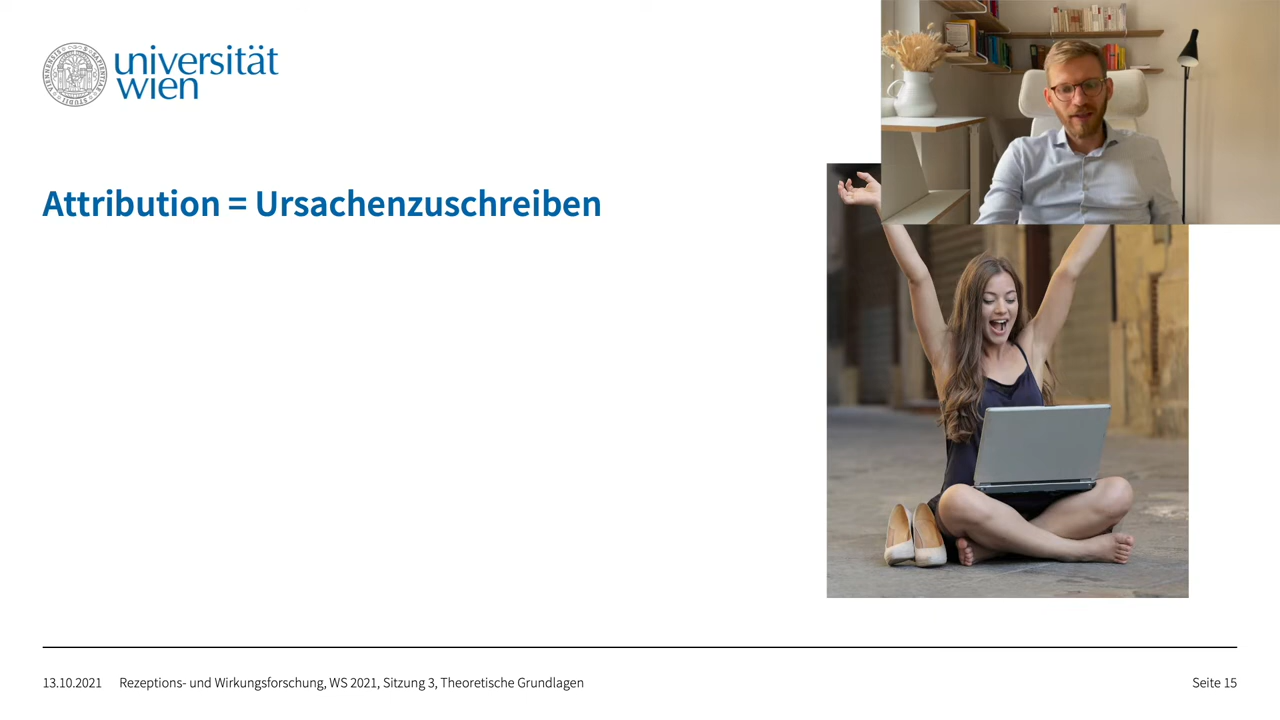 universität
wien
Attribution = Ursachenzuschreiben
13.10.2021 Rezeptions- und Wirkungsforschung, WS 2021, Sitzung 3, Theoretische Grundlagen Seite 15